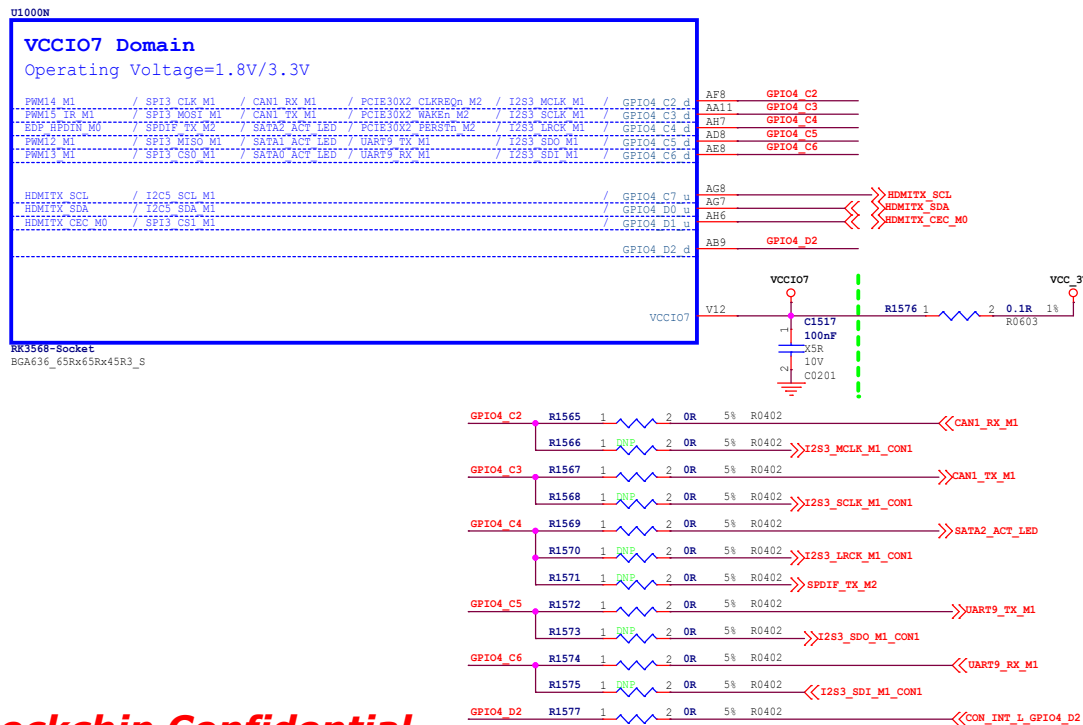 U1000N
VCCIO7 Domain
Operating Voltage=1.8V/3.3V
PWM14_M1 / SPI3_CLK_M1 / CAN1_RX_M1 / PCIE30X2_CLKREQn_M2 / I2S3_MCLK_M1 / GPIO4_C2_d AF8 GPIO4_C2
PWM15_IR_M1 / SPI3_MOSI_M1 / CAN1_TX_M1 / PCIE30X2_WAKEn_M2 / I2S3_SCLK_M1 / GPIO4_C3_d AA11 GPIO4_C3
EDP_HPDIN_M0 / SPDIF_TX_M2 / SATA2_ACT_LED / PCIE30X2_PERSTn_M2 / I2S3_LRCK_M1 / GPIO4_C4_d AH7 GPIO4_C4
PWM12_M1 / SPI3_MISO_M1 / SATA1_ACT_LED / UART9_TX_M1 / I2S3_SDO_M1 / GPIO4_C5_d AD8 GPIO4_C5
PWM13_M1 / SPI3_CS0_M1 / SATA0_ACT_LED / UART9_RX_M1 / I2S3_SDI_M1 / GPIO4_C6_d AE8 GPIO4_C6
HDMITX_SCL / I2C5_SCL_M1 / GPIO4_C7_u AG8 HDMITX_SCL
HDMITX_SDA / I2C5_SDA_M1 / GPIO4_D0_u AG7 HDMITX_SDA
HDMITX_CEC_M0 / SPI3_CS1_M1 / GPIO4_D1_u AH6 HDMITX_CEC_M0
GPIO4_D2_d AB9 GPIO4_D2
VCCIO7 VCC_3
VCCIO7 V12 R1576 1 2 0.1R 1%
R0603
1 C1517
100nF
X5R
2 10V
C0201
RK3568-Socket
BGA636_65Rx65Rx45R3_S
GPIO4_C2 R1565 1 2 0R 5% R0402 CAN1_RX_M1
R1566 1 DNP 2 0R 5% R0402 I2S3_MCLK_M1_CON1
GPIO4_C3 R1567 1 2 0R 5% R0402 CAN1_TX_M1
R1568 1 DNP 2 0R 5% R0402 I2S3_SCLK_M1_CON1
GPIO4_C4 R1569 1 2 0R 5% R0402 SATA2_ACT_LED
R1570 1 DNP 2 0R 5% R0402 I2S3_LRCK_M1_CON1
R1571 1 DNP 2 0R 5% R0402 SPDIF_TX_M2
GPIO4_C5 R1572 1 2 0R 5% R0402 UART9_TX_M1
R1573 1 DNP 2 0R 5% R0402 I2S3_SDO_M1_CON1
GPIO4_C6 R1574 1 2 0R 5% R0402 UART9_RX_M1
R1575 1 DNP 2 0R 5% R0402 I2S3_SDI_M1_CON1
GPIO4_D2 R1577 1 2 0R 5% R0402 CON_INT_L_GPIO4_D2
ockchip Confidential